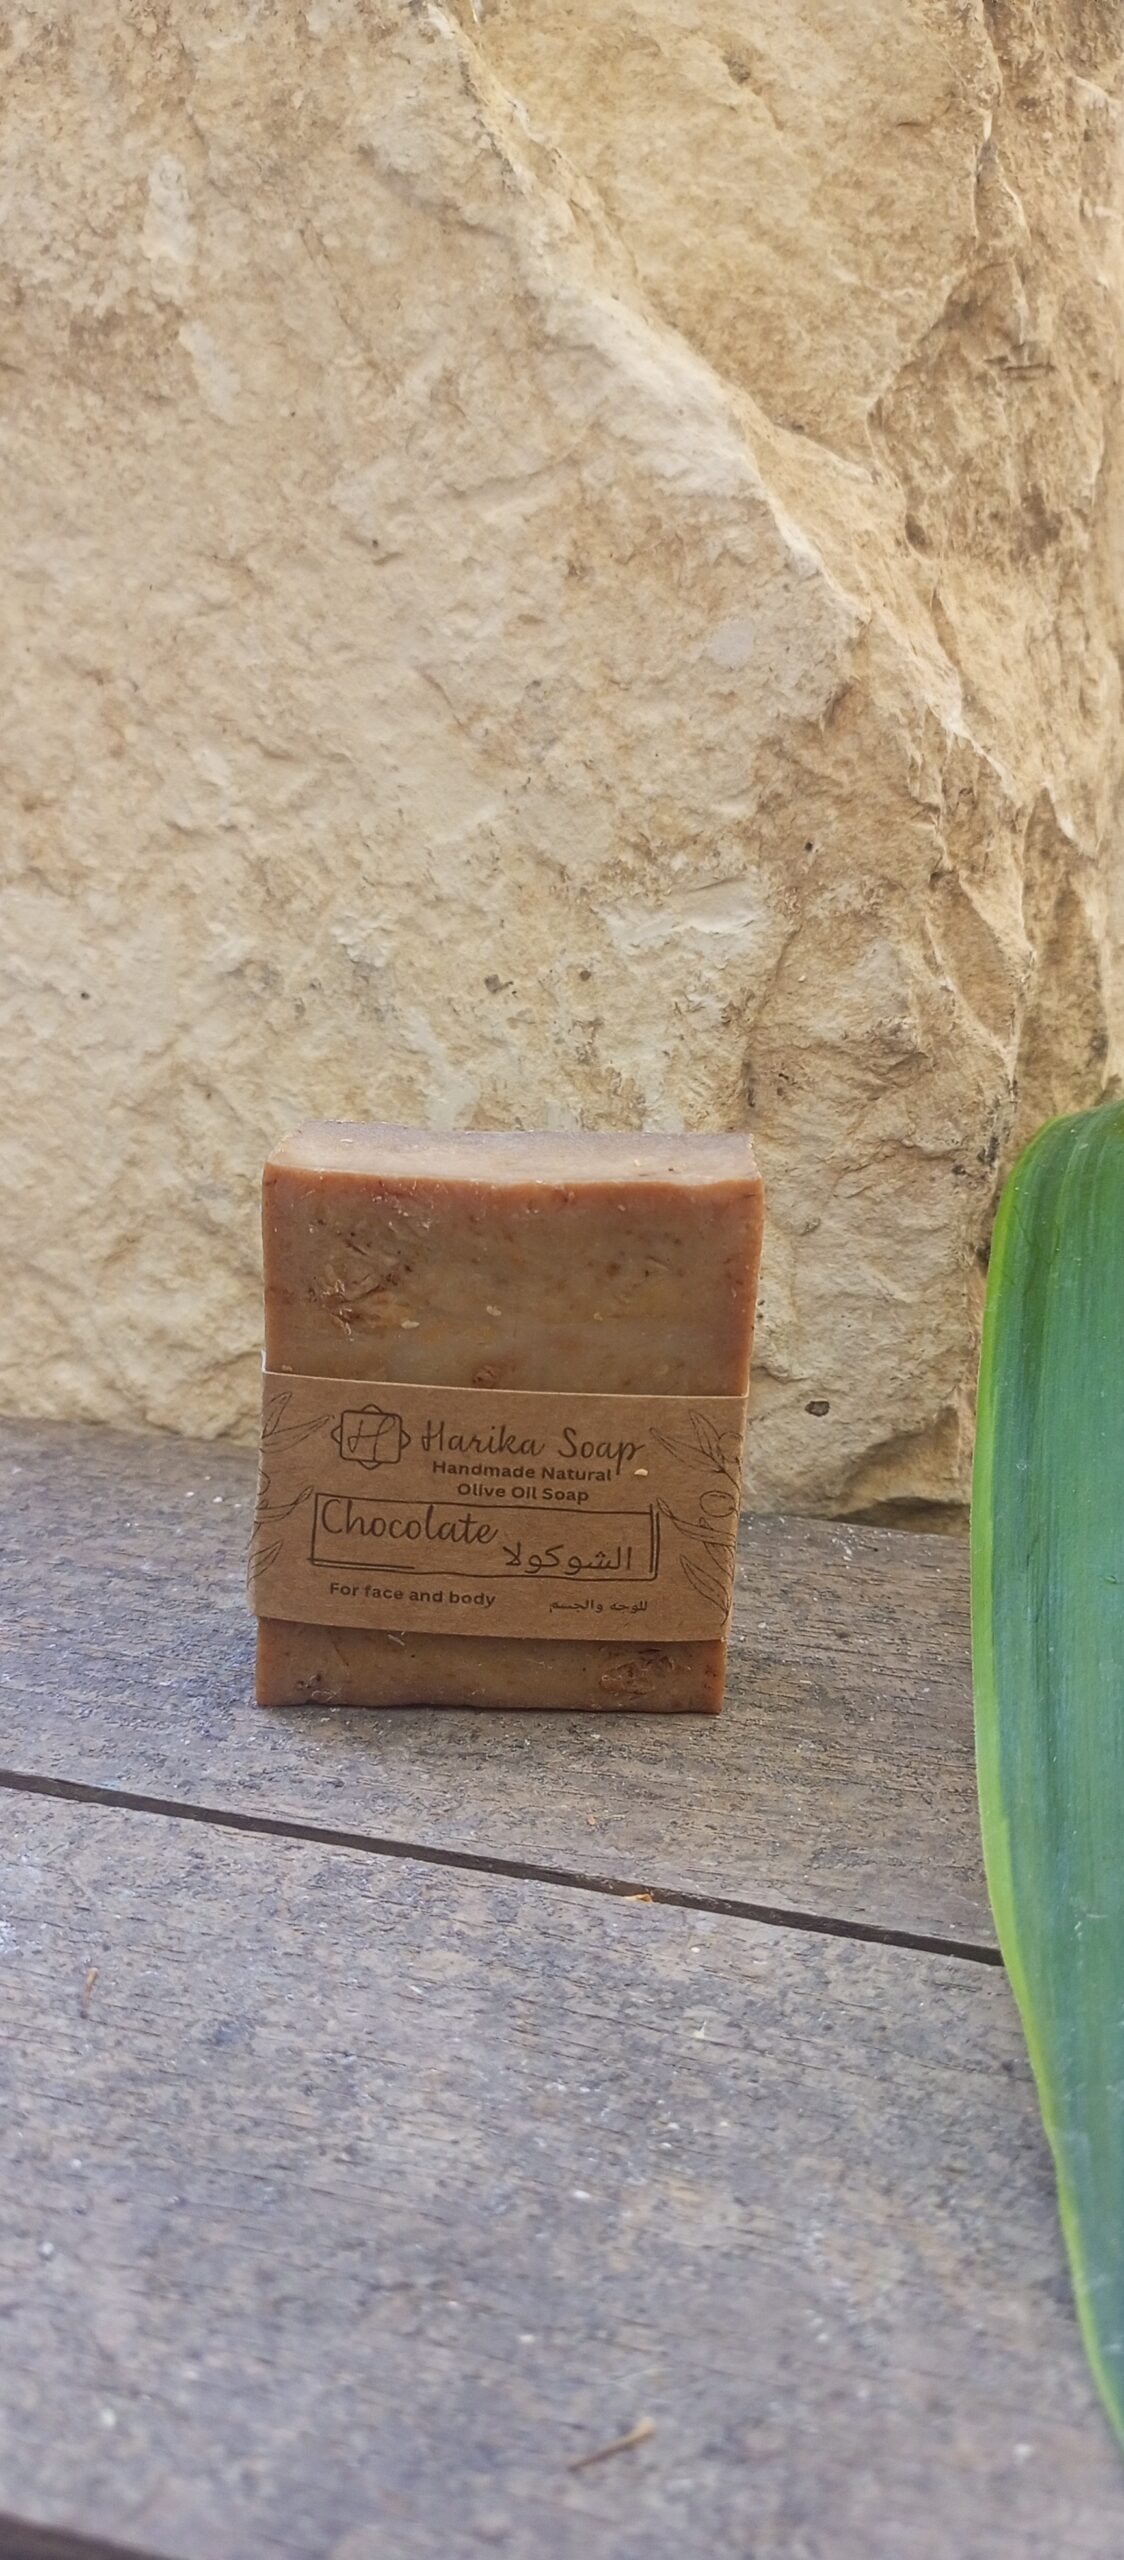 H Harika Soap
Handmade Natural
Olive Oil Soap
Chocolate
الشوكولا
For face and body للوجه والجسم